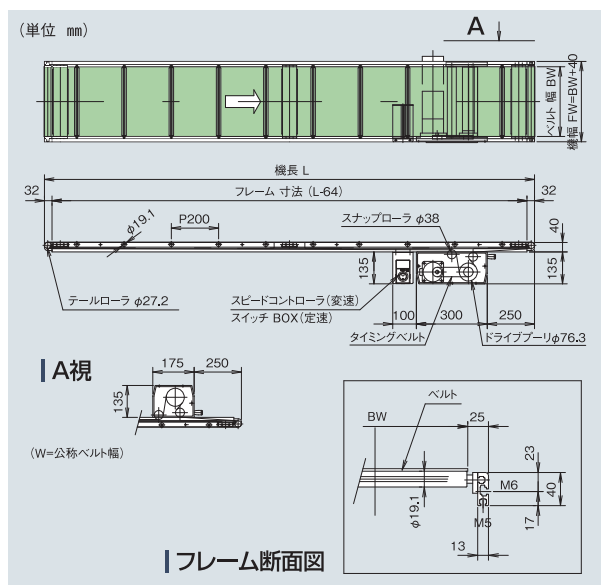 (単位 mm)
A
ベルト幅 BW
機幅 FW=BW+40
機長 L
32
フレーム 寸法 (L-64)
32
φ19.1
P200
スナップローラ φ38
40
135
135
テールローラ φ27.2
スピードコントローラ(変速)
スイッチ BOX(定速)
100
300
250
タイミングベルト
ドライブプーリφ76.3
A視
175
250
135
(W=公称ベルト幅)
ベルト
BW
25
23
M6
40
φ19.1
M5
17
13
フレーム断面図